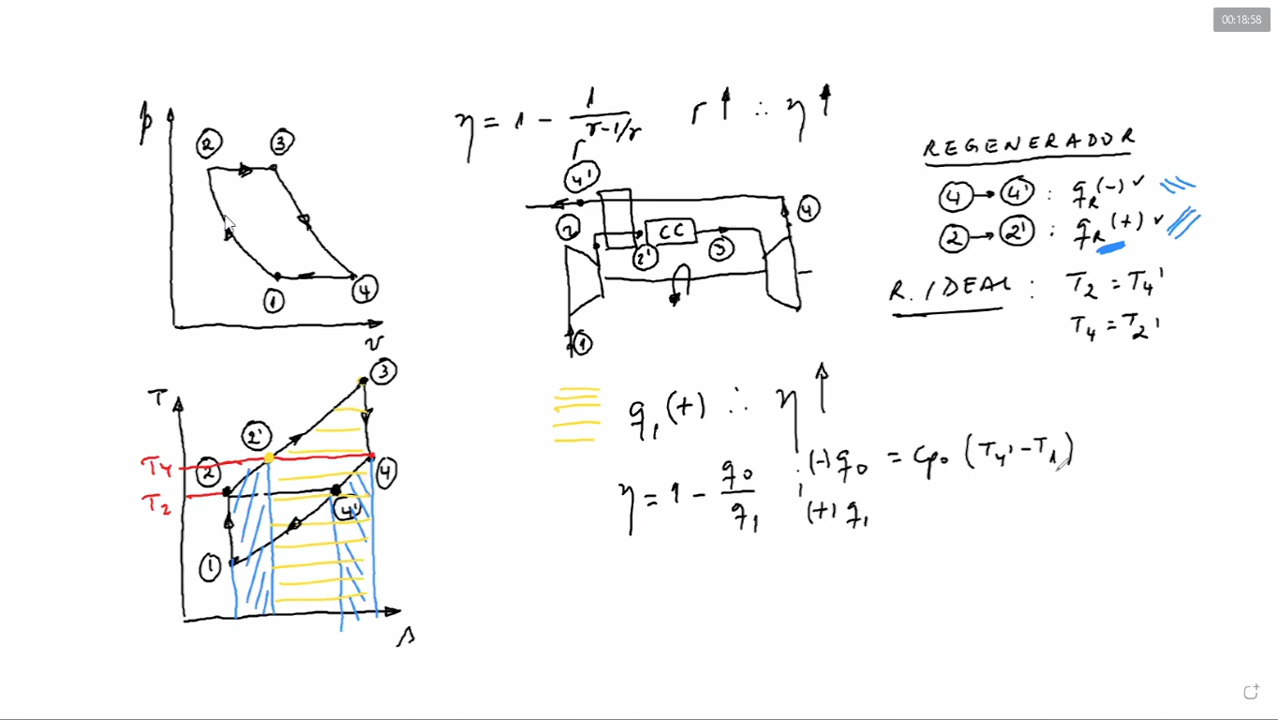 00:18:58
p
② ③
① ④
v
η = 1 − 1 / r^(γ−1/γ)   r ↑ ∴ η ↑
4'
2 2' CC 3 4
1
REGENERADOR
④ → ④' : qR (−) ✓
② → ②' : qR (+) ✓
R. IDEAL : T2 = T4'
T4 = T2'
T
③
②'
T4
② ④
T2
④'
①
s
q1 (+) ∴ η ↑
η = 1 − q0 / q1   (−) q0 = Cp0 (T4' − T1)
(+) q1